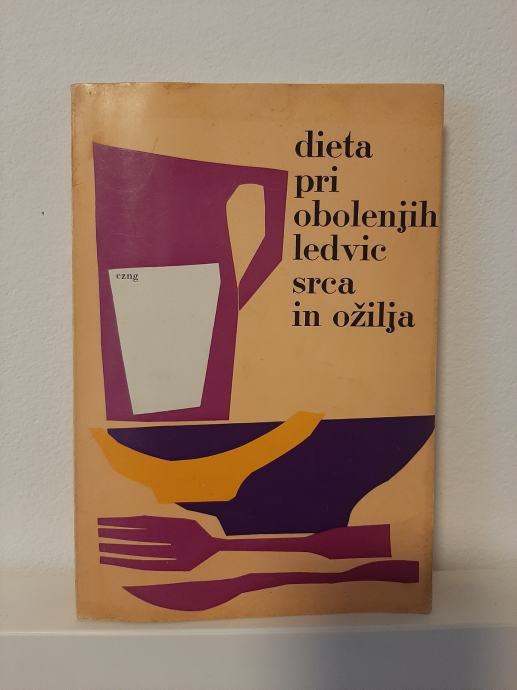 dieta
pri
obolenjih
ledvic
srca
in ožilja
czng